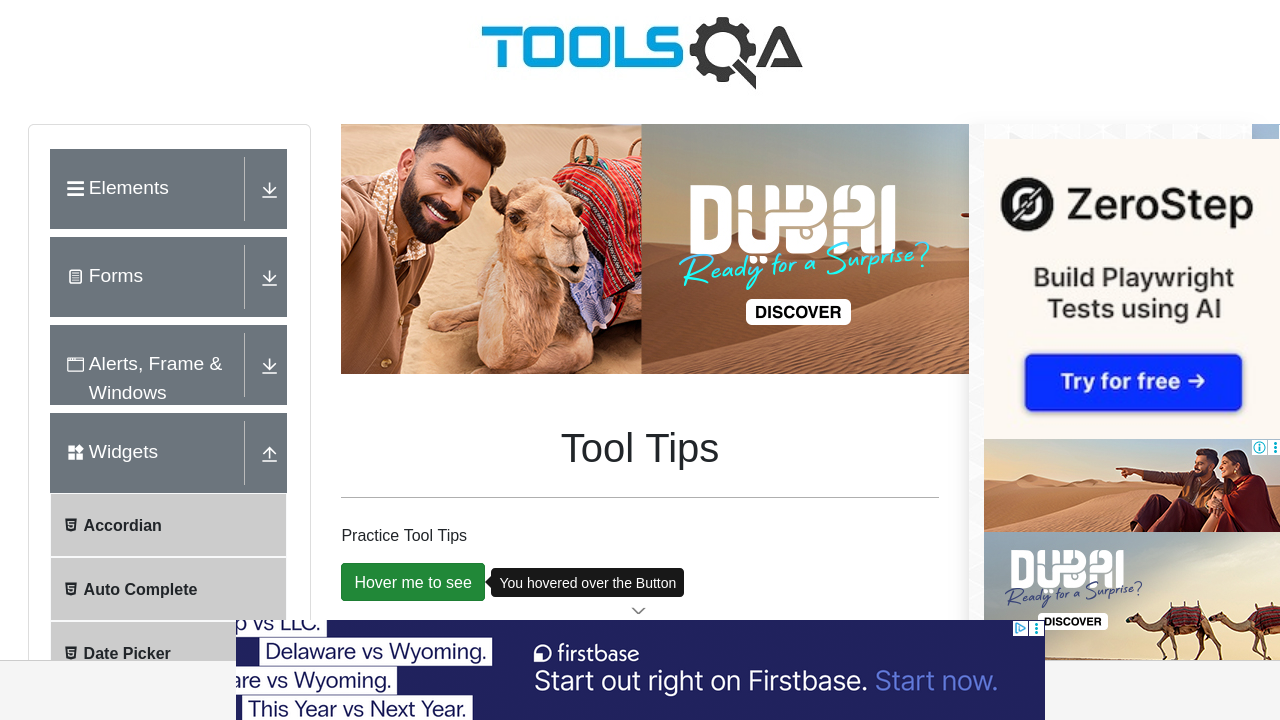 TOOLSQA
Elements
Forms
Alerts, Frame &
Windows
Widgets
Accordian
Auto Complete
Date Picker
DUBAI
Ready for a Surprise?
DISCOVER
Tool Tips
Practice Tool Tips
Hover me to see
You hovered over the Button
ZeroStep
Build Playwright
Tests using AI
Try for free →
DUBAI
Ready for a Surprise?
DISCOVER
p vs LLC.
Delaware vs Wyoming.
are vs Wyoming.
This Year vs Next Year.
firstbase
Start out right on Firstbase. Start now.